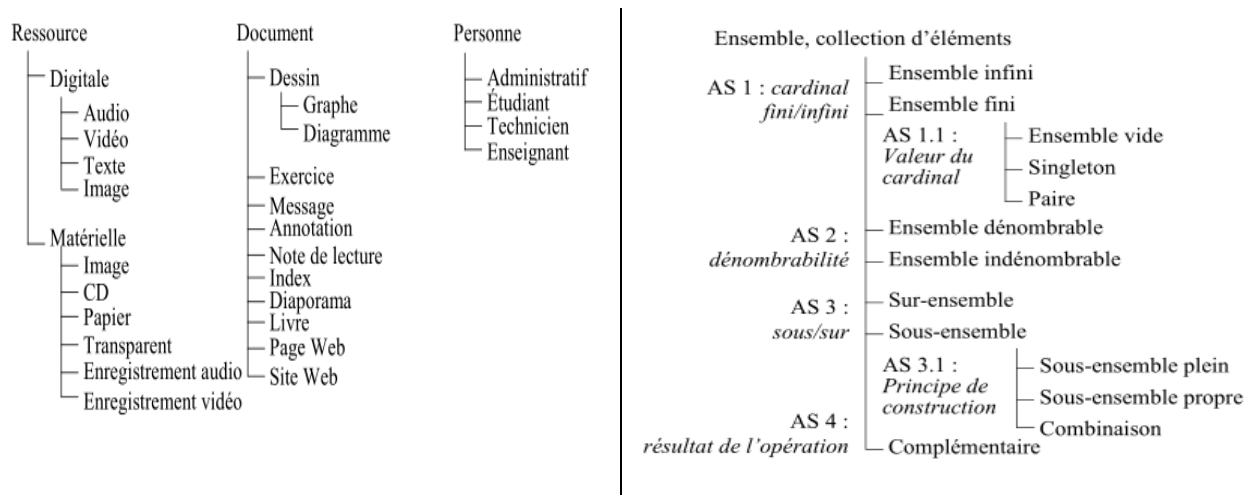 Ressource
Digitale
Audio
Vidéo
Texte
Image
Matérielle
Image
CD
Papier
Transparent
Enregistrement audio
Enregistrement vidéo
Document
Dessin
Graphe
Diagramme
Exercice
Message
Annotation
Note de lecture
Index
Diaporama
Livre
Page Web
Site Web
Personne
Administratif
Étudiant
Technicien
Enseignant
Ensemble, collection d'éléments
AS 1 : cardinal
fini/infini
Ensemble infini
Ensemble fini
AS 1.1 :
Valeur du
cardinal
Ensemble vide
Singleton
Paire
AS 2 :
dénombrabilité
Ensemble dénombrable
Ensemble indénombrable
AS 3 :
sous/sur
Sur-ensemble
Sous-ensemble
AS 3.1 :
Principe de
construction
Sous-ensemble plein
Sous-ensemble propre
Combinaison
AS 4 :
résultat de l'opération
Complémentaire